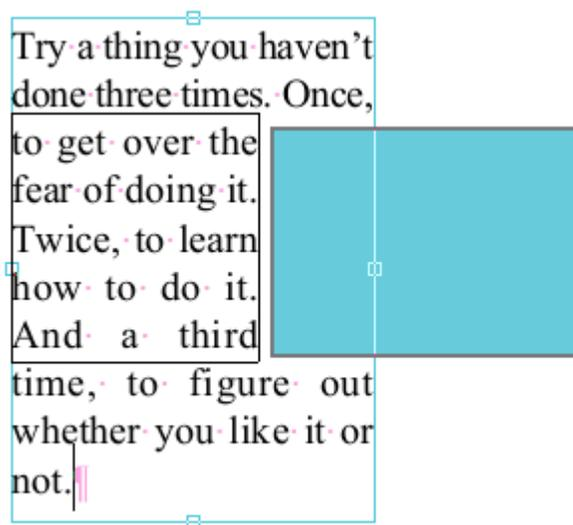 Try a thing you haven’t
done three times. Once,
to get over the
fear of doing it.
Twice, to learn
how to do it.
And a third
time, to figure out
whether you like it or
not.¶